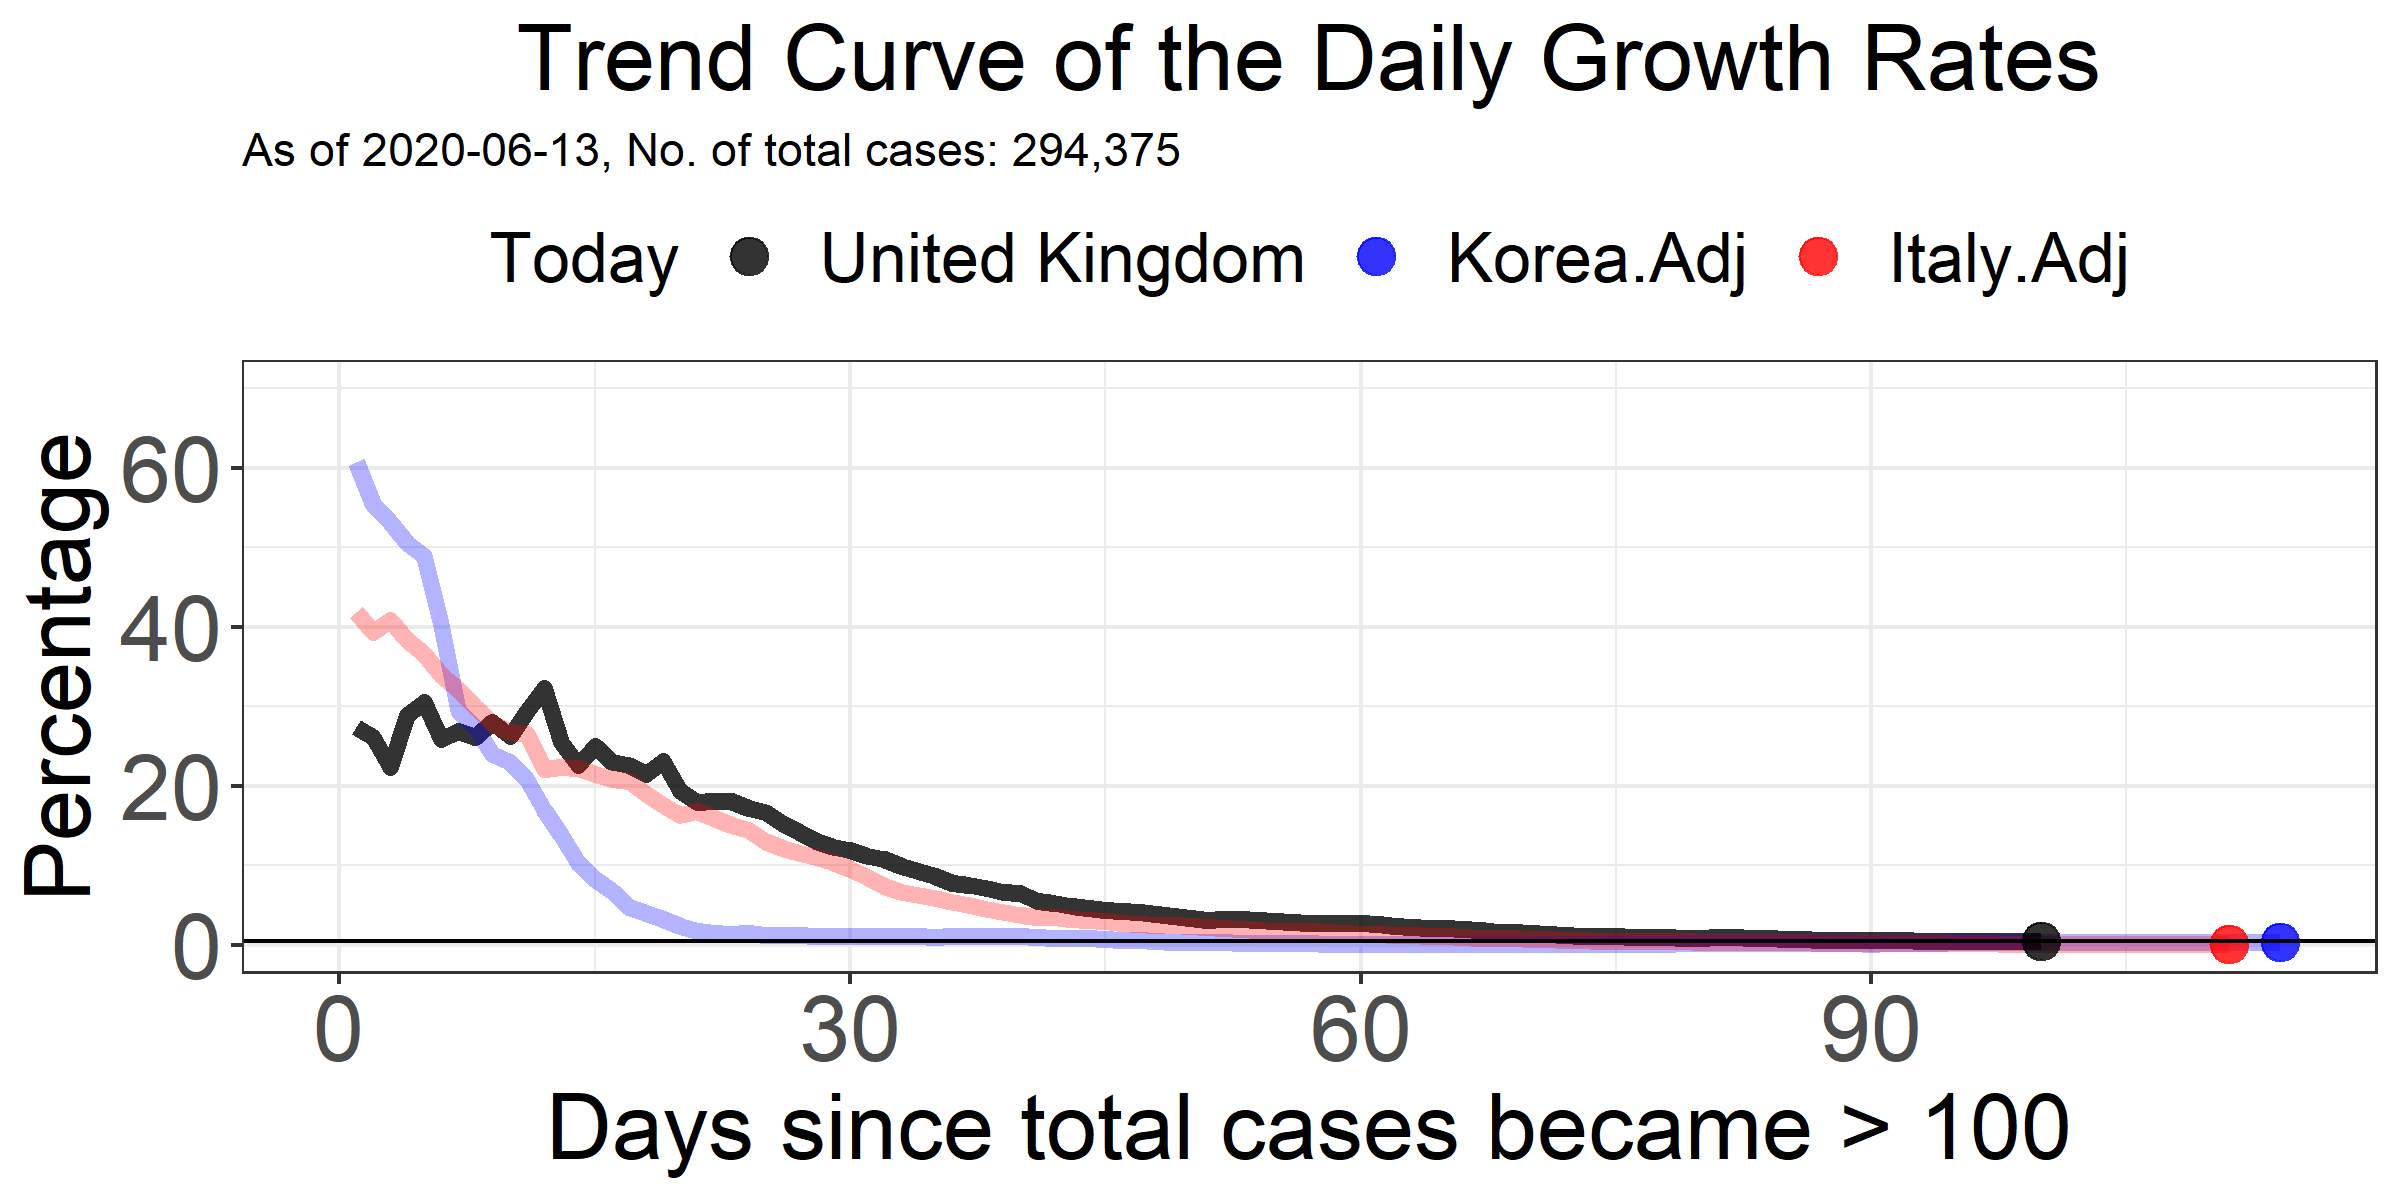 Trend Curve of the Daily Growth Rates
As of 2020-06-13, No. of total cases: 294,375
Today United Kingdom Korea.Adj Italy.Adj
Percentage
60
40
20
0
0 30 60 90
Days since total cases became > 100